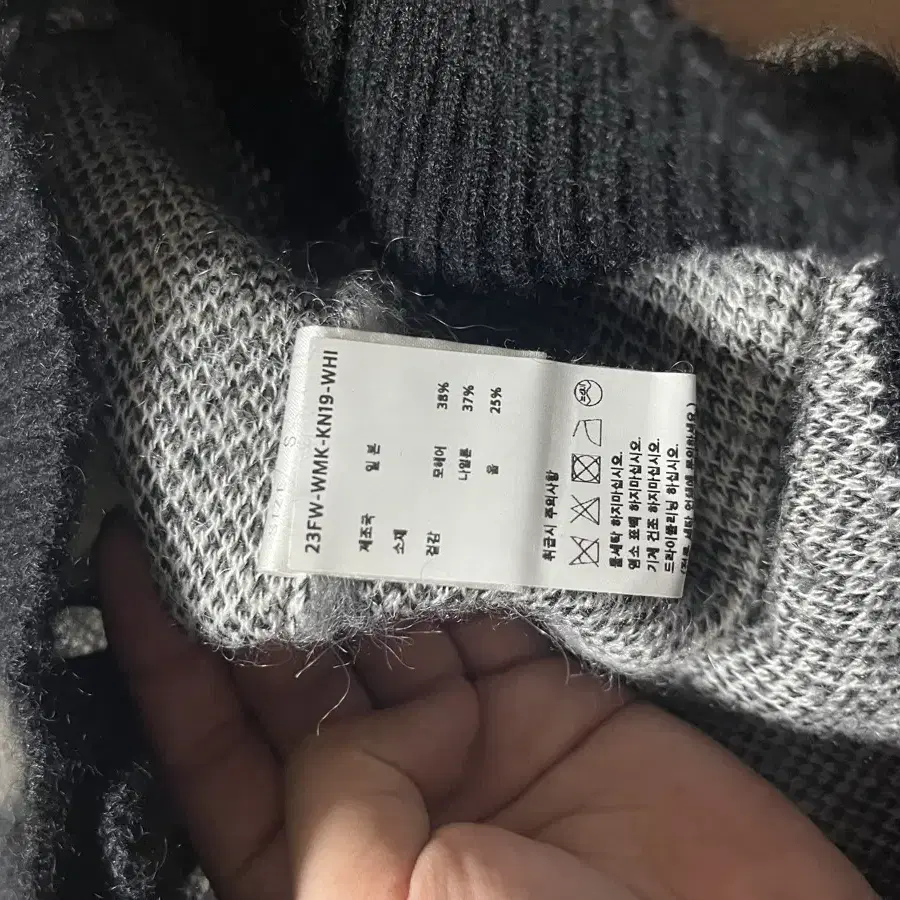 23FW-WMK-KN19-WHI
제조국 일 본
소재
겉감 모헤어 38%
나일론 37%
울 25%
취급시 주의사항
물세탁 하지마십시오.
염소 표백 하지마십시오.
기계 건조 하지마십시오.
드라이클리닝 하십시오.